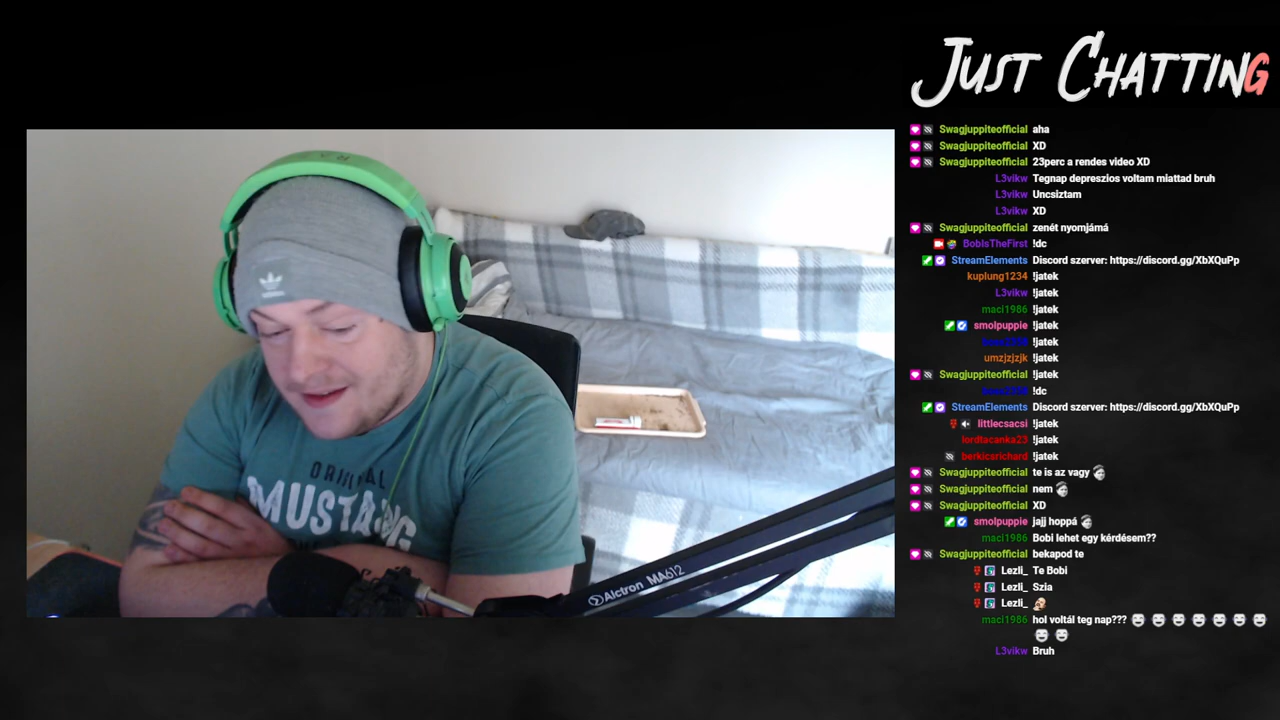 JUST CHATTING
Swagjuppiteofficial aha
Swagjuppiteofficial XD
Swagjuppiteofficial 23perc a rendes video XD
L3vikw Tegnap depreszios voltam miattad bruh
L3vikw Uncsiztam
L3vikw XD
Swagjuppiteofficial zenét nyomjámá
BobIsTheFirst !dc
StreamElements Discord szerver: https://discord.gg/XbXQuPp
kuplung1234 !jatek
L3vikw !jatek
maci1986 !jatek
smolpuppie !jatek
!jatek
umzjzjzjk !jatek
Swagjuppiteofficial !jatek
!dc
StreamElements Discord szerver: https://discord.gg/XbXQuPp
littlecsacsi !jatek
lordtacanka23 !jatek
berkicsrichard !jatek
Swagjuppiteofficial te is az vagy
Swagjuppiteofficial nem
Swagjuppiteofficial XD
smolpuppie jajj hoppá
maci1986 Bobi lehet egy kérdésem??
Swagjuppiteofficial bekapod te
Lezli_ Te Bobi
Lezli_ Szia
Lezli_
maci1986 hol voltál teg nap???
L3vikw Bruh
ORIGINAL
MUSTANG
Alctron MA612